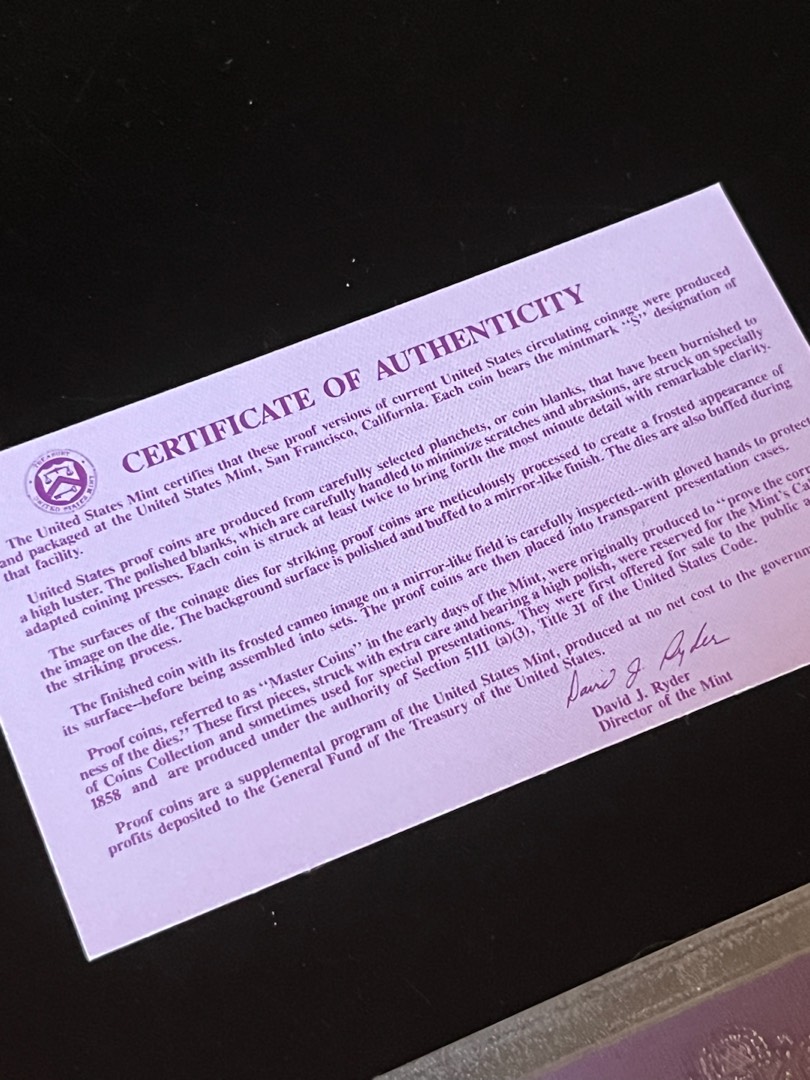 CERTIFICATE OF AUTHENTICITY
The United States Mint certifies that these proof versions of current United States circulating coinage were produced
and packaged at the United States Mint, San Francisco, California. Each coin bears the mintmark "S" designation of
that facility.
United States proof coins are produced from carefully selected planchets, or coin blanks, that have been burnished to
a high luster. The polished blanks, which are carefully handled to minimize scratches and abrasions, are struck on specially
adapted coining presses. Each coin is struck at least twice to bring forth the most minute detail with remarkable clarity.
The surfaces of the coinage dies for striking proof coins are meticulously processed to create a frosted appearance of
the image on the die. The background surface is polished and buffed to a mirror-like finish. The dies are also buffed during
the striking process.
The finished coin with its frosted cameo image on a mirror-like field is carefully inspected--with gloved hands to protect
its surface--before being assembled into sets. The proof coins are then placed into transparent presentation cases.
Proof coins, referred to as "Master Coins" in the early days of the Mint, were originally produced to "prove the
ness of the dies." These first pieces, struck with extra care and bearing a high polish, were reserved for the Mint's
of Coins Collection and sometimes used for special presentations. They were first offered for sale to the public
1858 and are produced under the authority of Section 5111 (a)(3), Title 31 of the United States Code.
Proof coins are a supplemental program of the United States Mint, produced at no net cost to the
profits deposited to the General Fund of the Treasury of the United States.
David J. Ryder
David J. Ryder
Director of the Mint